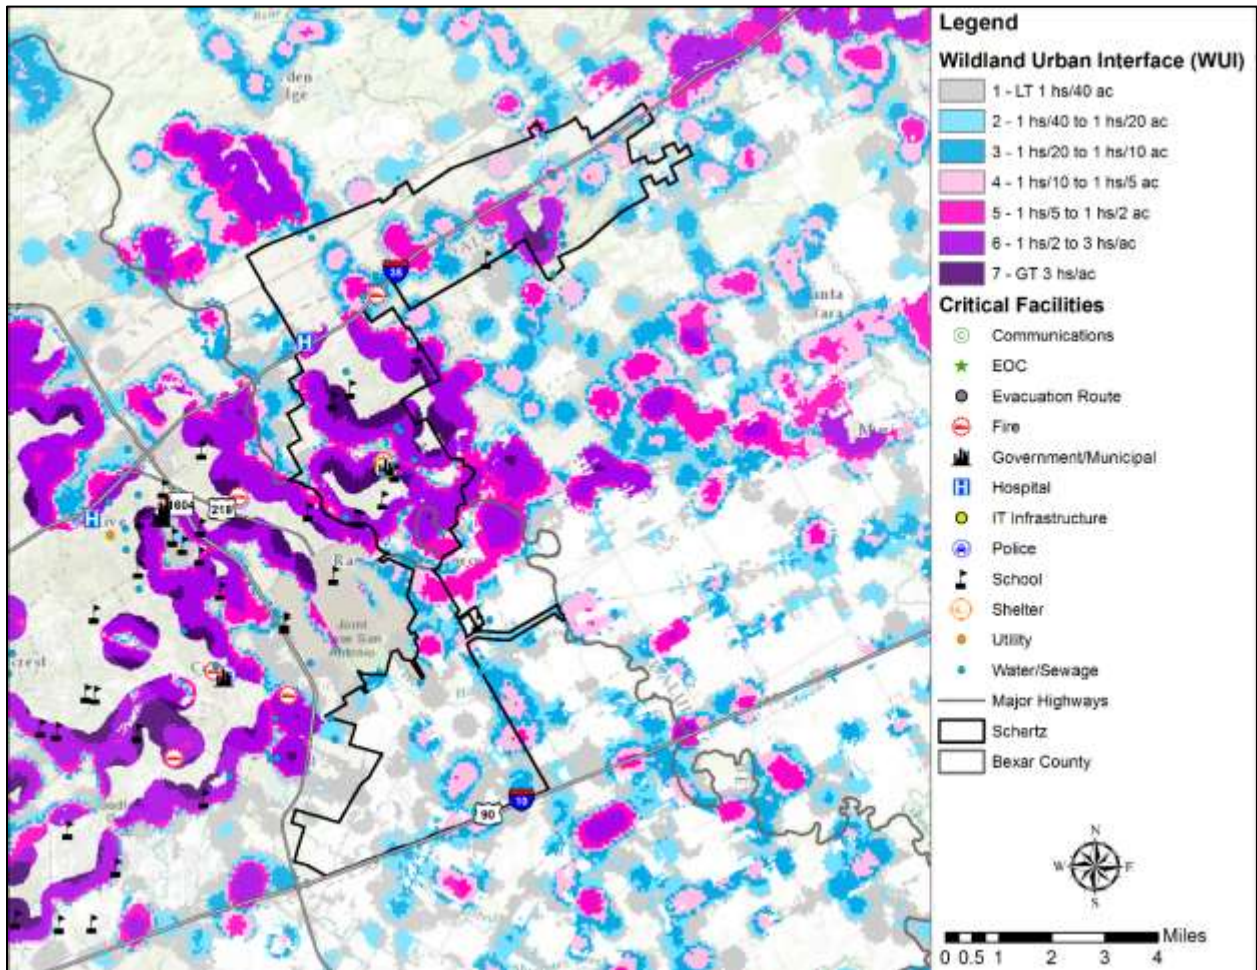 Legend
Wildland Urban Interface (WUI)
1 - LT 1 hs/40 ac
2 - 1 hs/40 to 1 hs/20 ac
3 - 1 hs/20 to 1 hs/10 ac
4 - 1 hs/10 to 1 hs/5 ac
5 - 1 hs/5 to 1 hs/2 ac
6 - 1 hs/2 to 3 hs/ac
7 - GT 3 hs/ac
Critical Facilities
Communications
EOC
Evacuation Route
Fire
Government/Municipal
H Hospital
IT Infrastructure
Police
School
Shelter
Utility
Water/Sewage
Major Highways
Schertz
Bexar County
N
W E
S
0 0.5 1 2 3 4 Miles
35
H
1604
218
H
Joint
Antonio
10
90